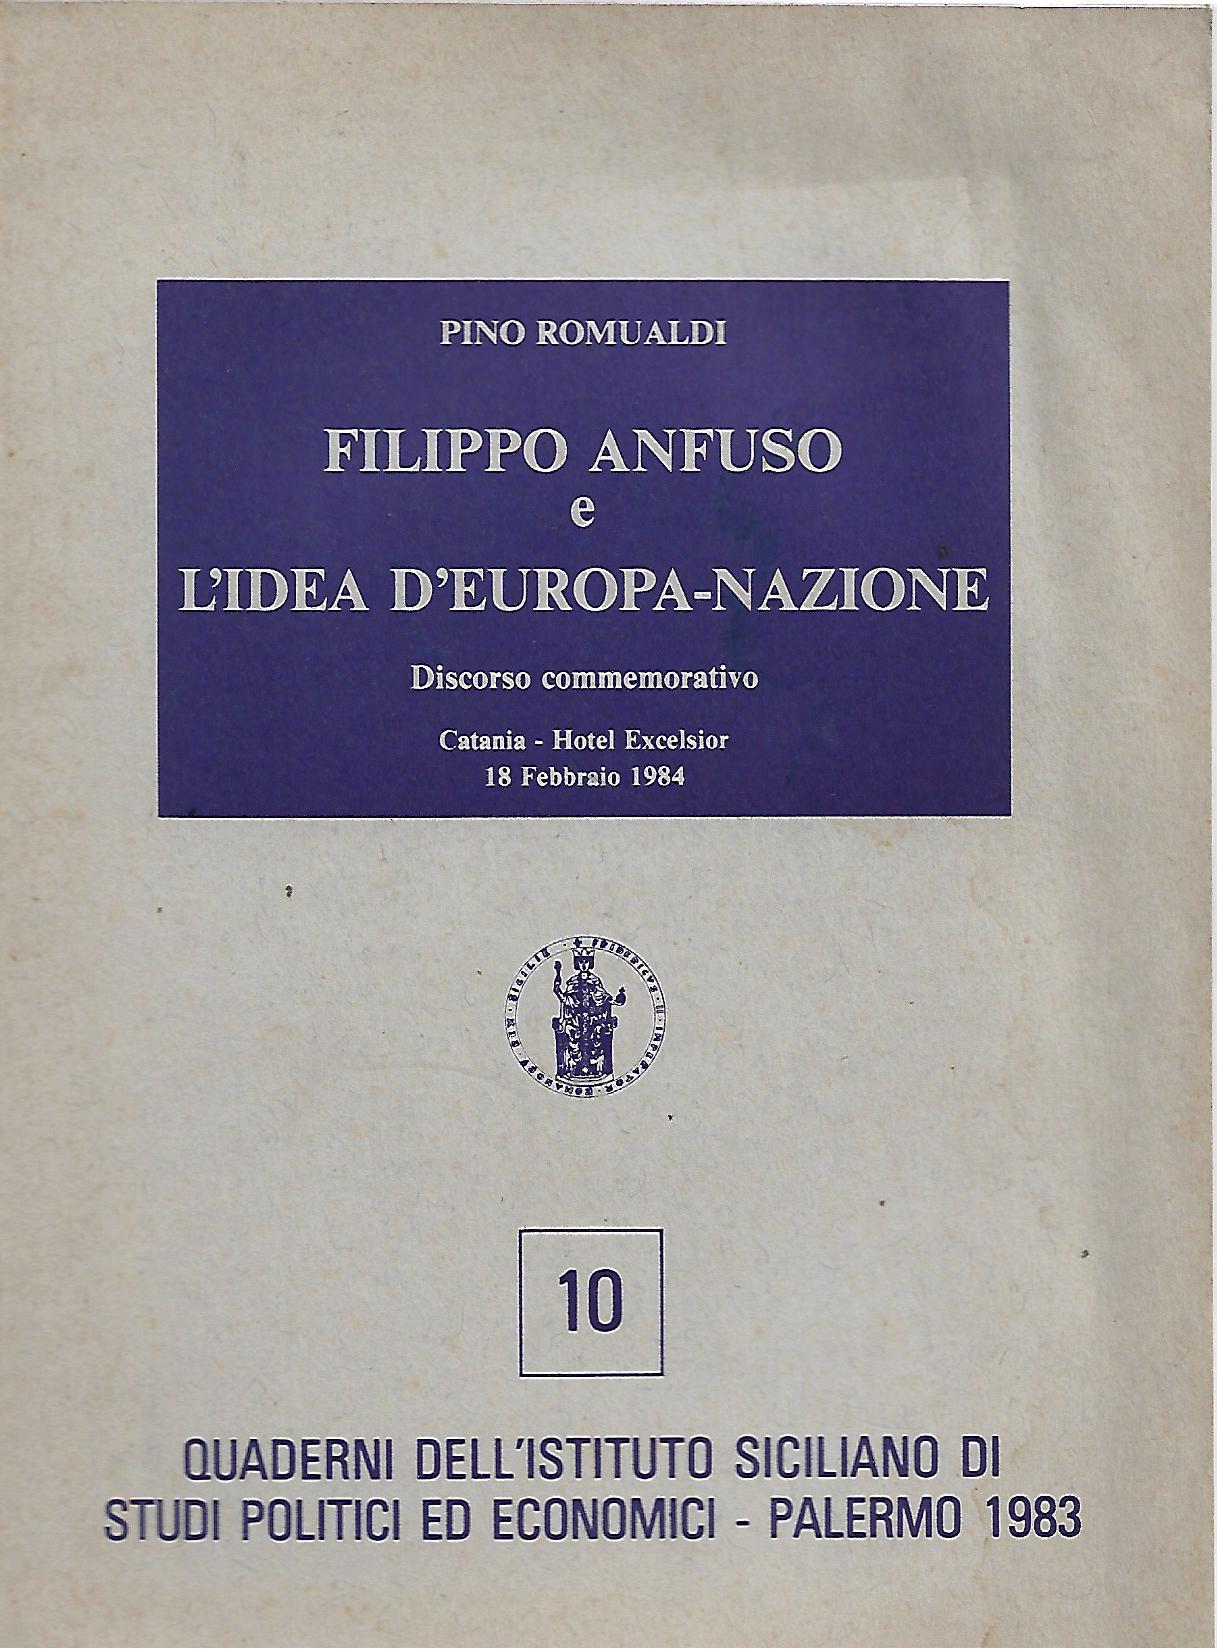 PINO ROMUALDI
FILIPPO ANFUSO
e
L'IDEA D'EUROPA-NAZIONE
Discorso commemorativo
Catania - Hotel Excelsior
18 Febbraio 1984
10
QUADERNI DELL'ISTITUTO SICILIANO DI
STUDI POLITICI ED ECONOMICI - PALERMO 1983